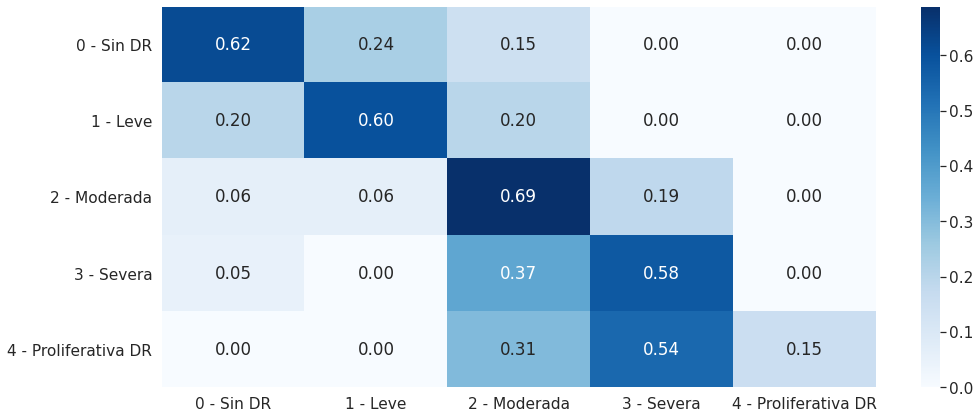 0 - Sin DR 0.62 0.24 0.15 0.00 0.00
1 - Leve 0.20 0.60 0.20 0.00 0.00
2 - Moderada 0.06 0.06 0.69 0.19 0.00
3 - Severa 0.05 0.00 0.37 0.58 0.00
4 - Proliferativa DR 0.00 0.00 0.31 0.54 0.15
0 - Sin DR 1 - Leve 2 - Moderada 3 - Severa 4 - Proliferativa DR
0.6
0.5
0.4
0.3
0.2
0.1
0.0